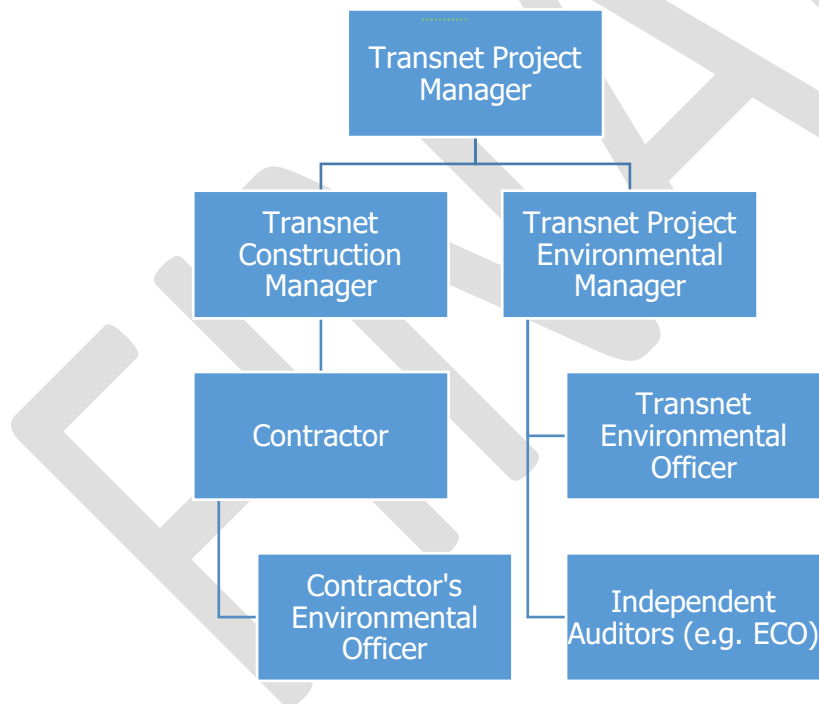 Transnet Project
Manager
Transnet
Construction
Manager
Transnet Project
Environmental
Manager
Contractor
Transnet
Environmental
Officer
Contractor's
Environmental
Officer
Independent
Auditors (e.g. ECO)